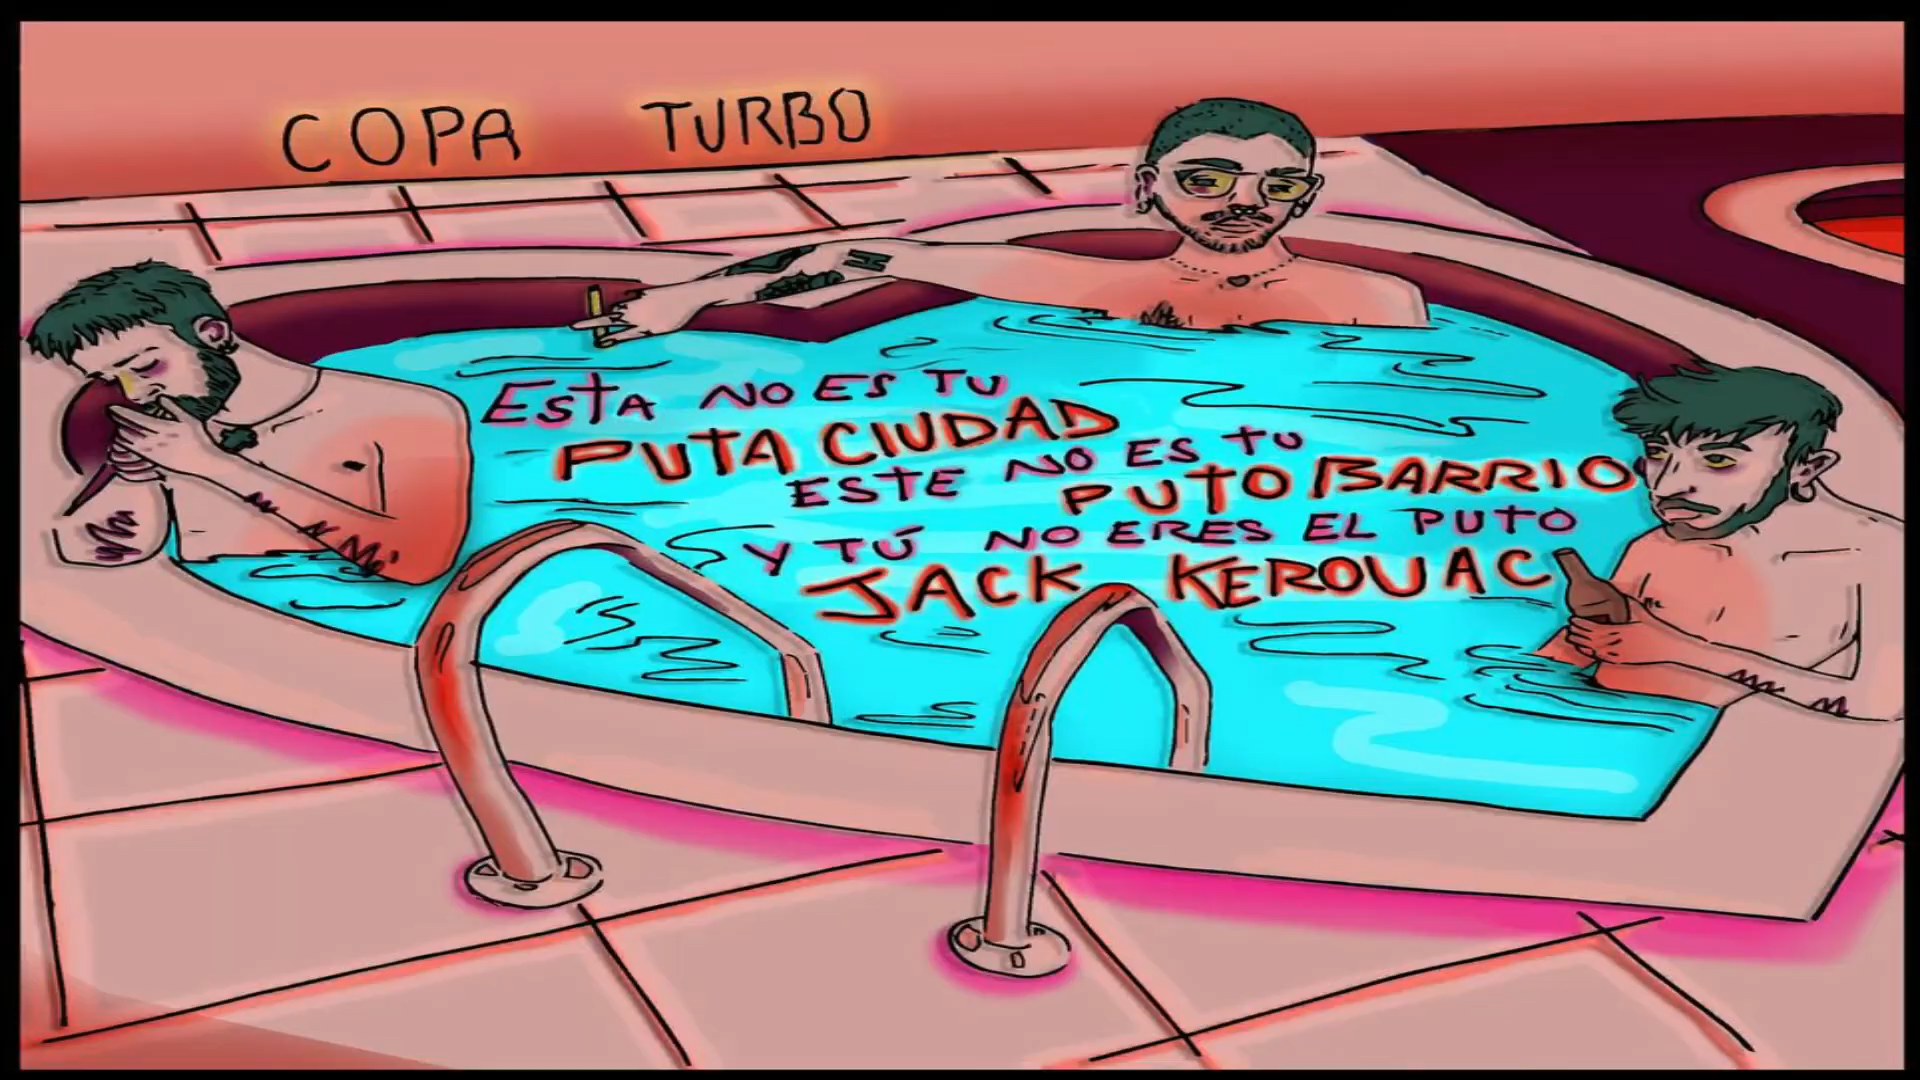 COPA TURBO
ESTA NO ES TU
PUTA CIUDAD
ESTE NO ES TU
PUTO BARRIO
Y TÚ NO ERES EL PUTO
JACK KEROUAC